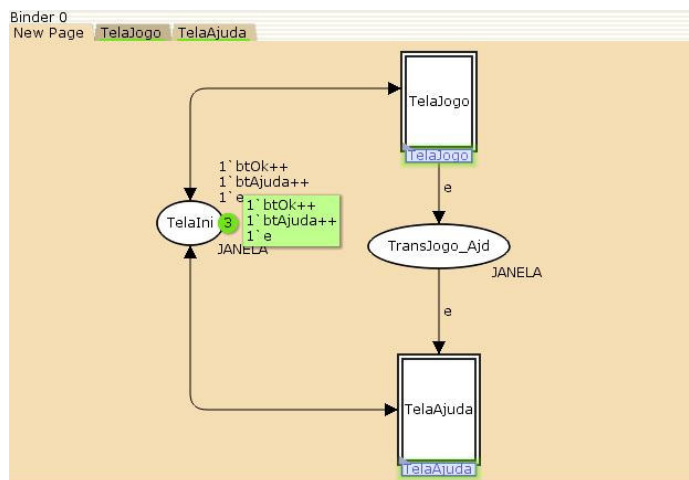 Binder 0
New Page TelaJogo TelaAjuda
TelaJogo
TelaJogo
1`btOk++
1`btAjuda++
1`e
1`btOk++
1`btAjuda++
1`e
TelaIni
3
JANELA
e
TransJogo_Ajd
JANELA
e
TelaAjuda
TelaAjuda